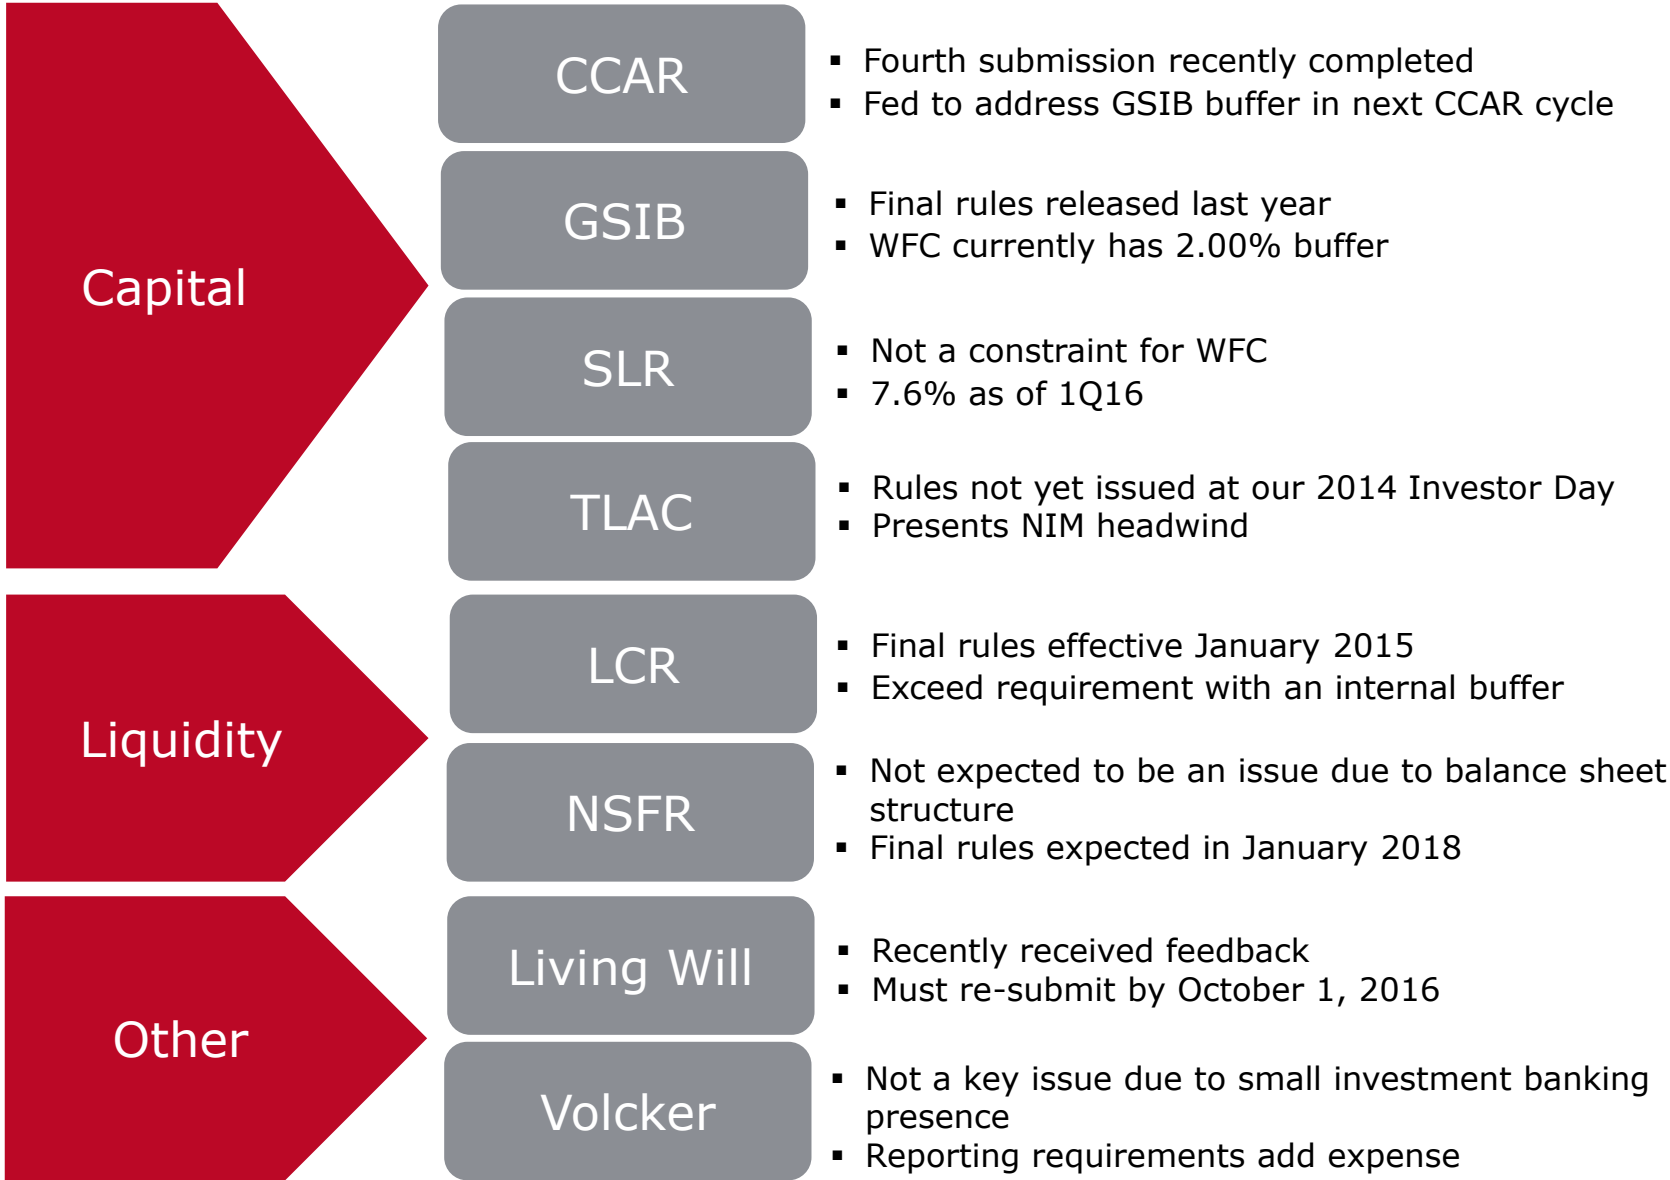 Capital
CCAR
▪ Fourth submission recently completed
▪ Fed to address GSIB buffer in next CCAR cycle
GSIB
▪ Final rules released last year
▪ WFC currently has 2.00% buffer
SLR
▪ Not a constraint for WFC
▪ 7.6% as of 1Q16
TLAC
▪ Rules not yet issued at our 2014 Investor Day
▪ Presents NIM headwind
Liquidity
LCR
▪ Final rules effective January 2015
▪ Exceed requirement with an internal buffer
NSFR
▪ Not expected to be an issue due to balance sheet
structure
▪ Final rules expected in January 2018
Other
Living Will
▪ Recently received feedback
▪ Must re-submit by October 1, 2016
Volcker
▪ Not a key issue due to small investment banking
presence
▪ Reporting requirements add expense